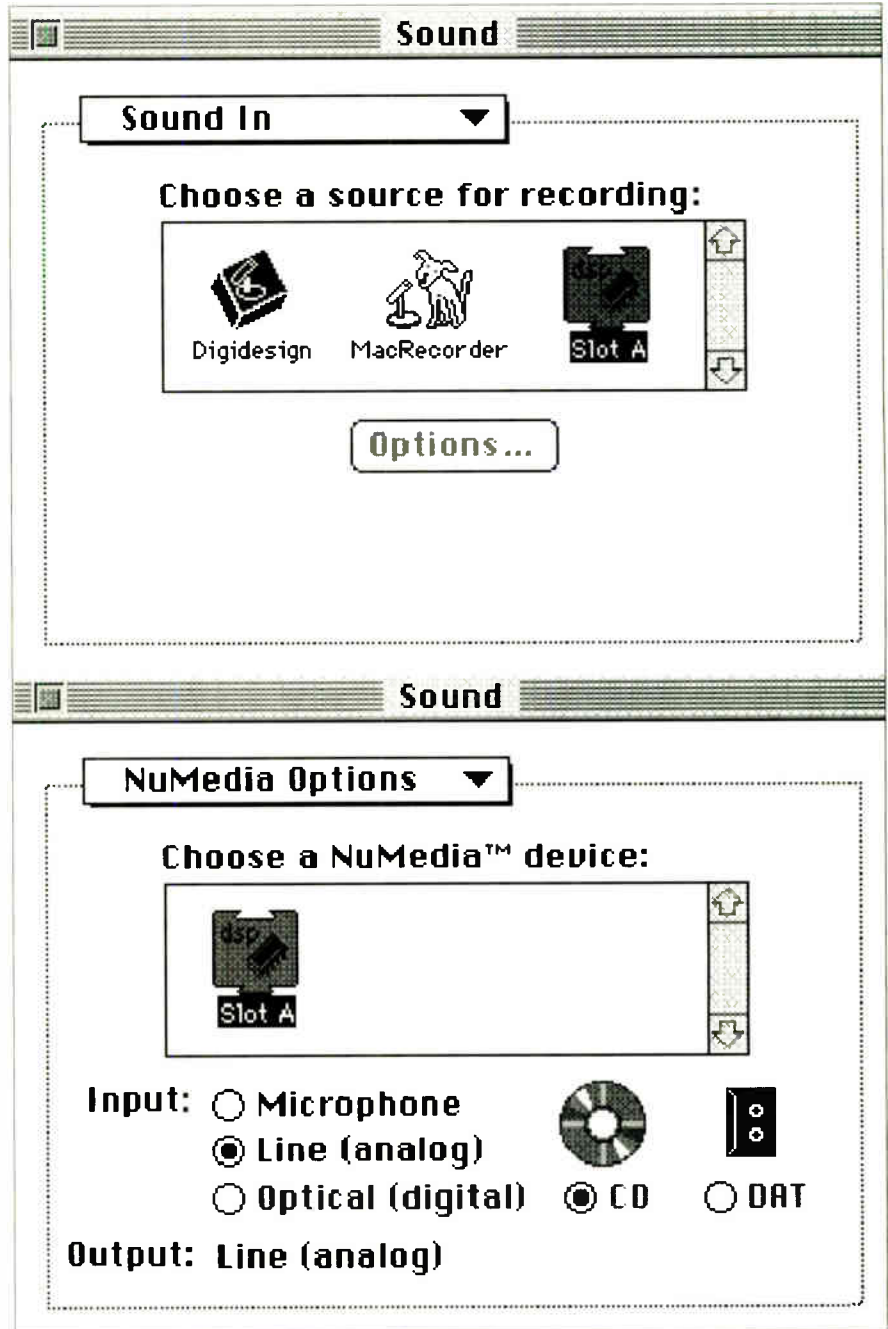 Sound
Sound In
Choose a source for recording:
dsp
Digidesign MacRecorder Slot A
Options...
Sound
NuMedia Options
Choose a NuMedia™ device:
dsp
Slot A
Input: Microphone
Line (analog)
Optical (digital) CD DAT
Output: Line (analog)